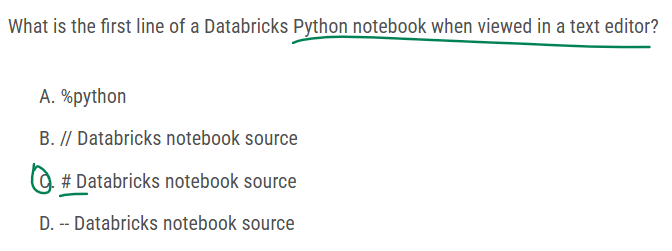 What is the first line of a Databricks Python notebook when viewed in a text editor?
A. %python
B. // Databricks notebook source
C. # Databricks notebook source
D. -- Databricks notebook source